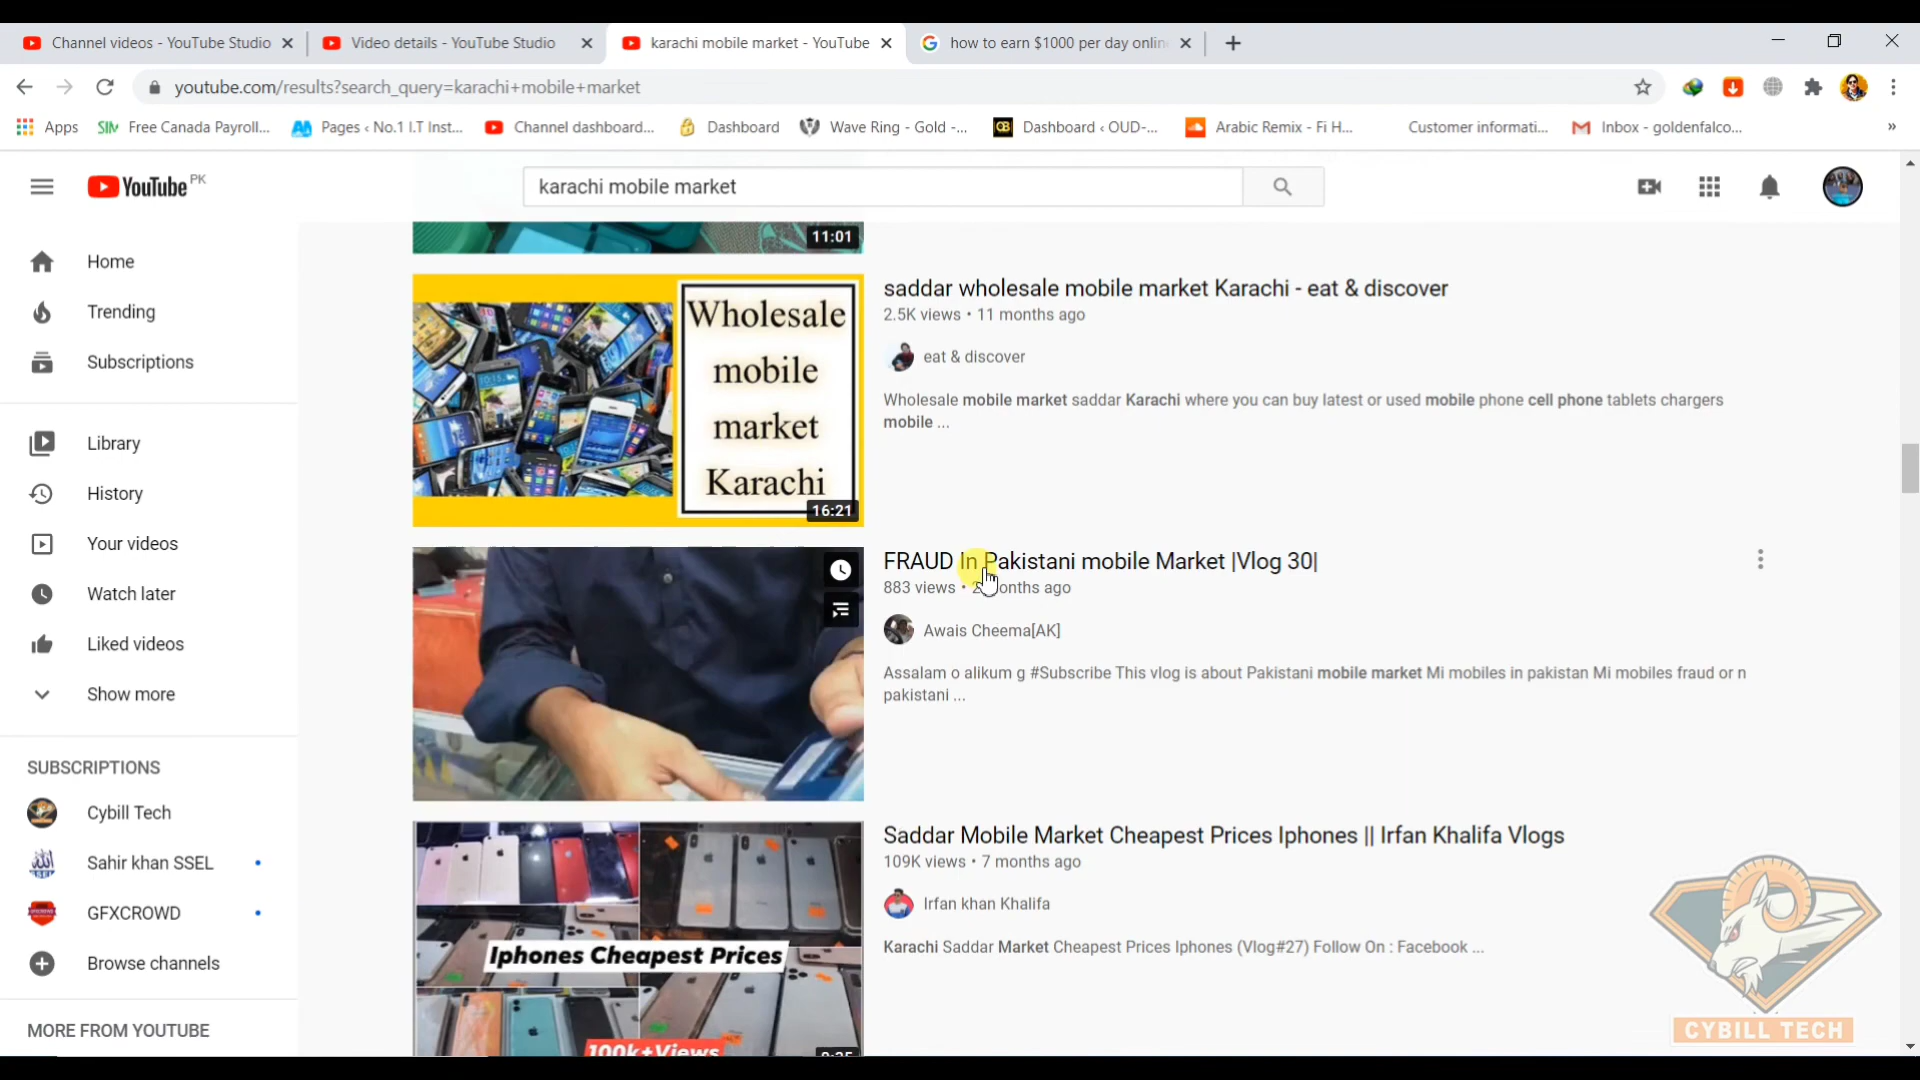 Channel videos - YouTube Studio
Video details - YouTube Studio
karachi mobile market - YouTube
how to earn $1000 per day onlin
youtube.com/results?search_query=karachi+mobile+market
Apps
Free Canada Payroll...
Pages ‹ No.1 I.T Inst...
Channel dashboard...
Dashboard
Wave Ring - Gold -...
Dashboard ‹ OUD-...
Arabic Remix - Fi H...
Customer informati...
Inbox - goldenfalco...
»
YouTube PK
karachi mobile market
Home
Trending
Subscriptions
Library
History
Your videos
Watch later
Liked videos
Show more
SUBSCRIPTIONS
Cybill Tech
Sahir khan SSEL
GFXCROWD
Browse channels
MORE FROM YOUTUBE
11:01
Wholesale
mobile
market
Karachi
16:21
saddar wholesale mobile market Karachi - eat & discover
2.5K views • 11 months ago
eat & discover
Wholesale mobile market saddar Karachi where you can buy latest or used mobile phone cell phone tablets chargers
mobile ...
FRAUD In Pakistani mobile Market |Vlog 30|
883 views • 2 months ago
Awais Cheema[AK]
Assalam o alikum g #Subscribe This vlog is about Pakistani mobile market Mi mobiles in pakistan Mi mobiles fraud or n
pakistani ...
Iphones Cheapest Prices
100k+Views
Saddar Mobile Market Cheapest Prices Iphones || Irfan Khalifa Vlogs
109K views • 7 months ago
Irfan khan Khalifa
Karachi Saddar Market Cheapest Prices Iphones (Vlog#27) Follow On : Facebook ...
CYBILL TECH